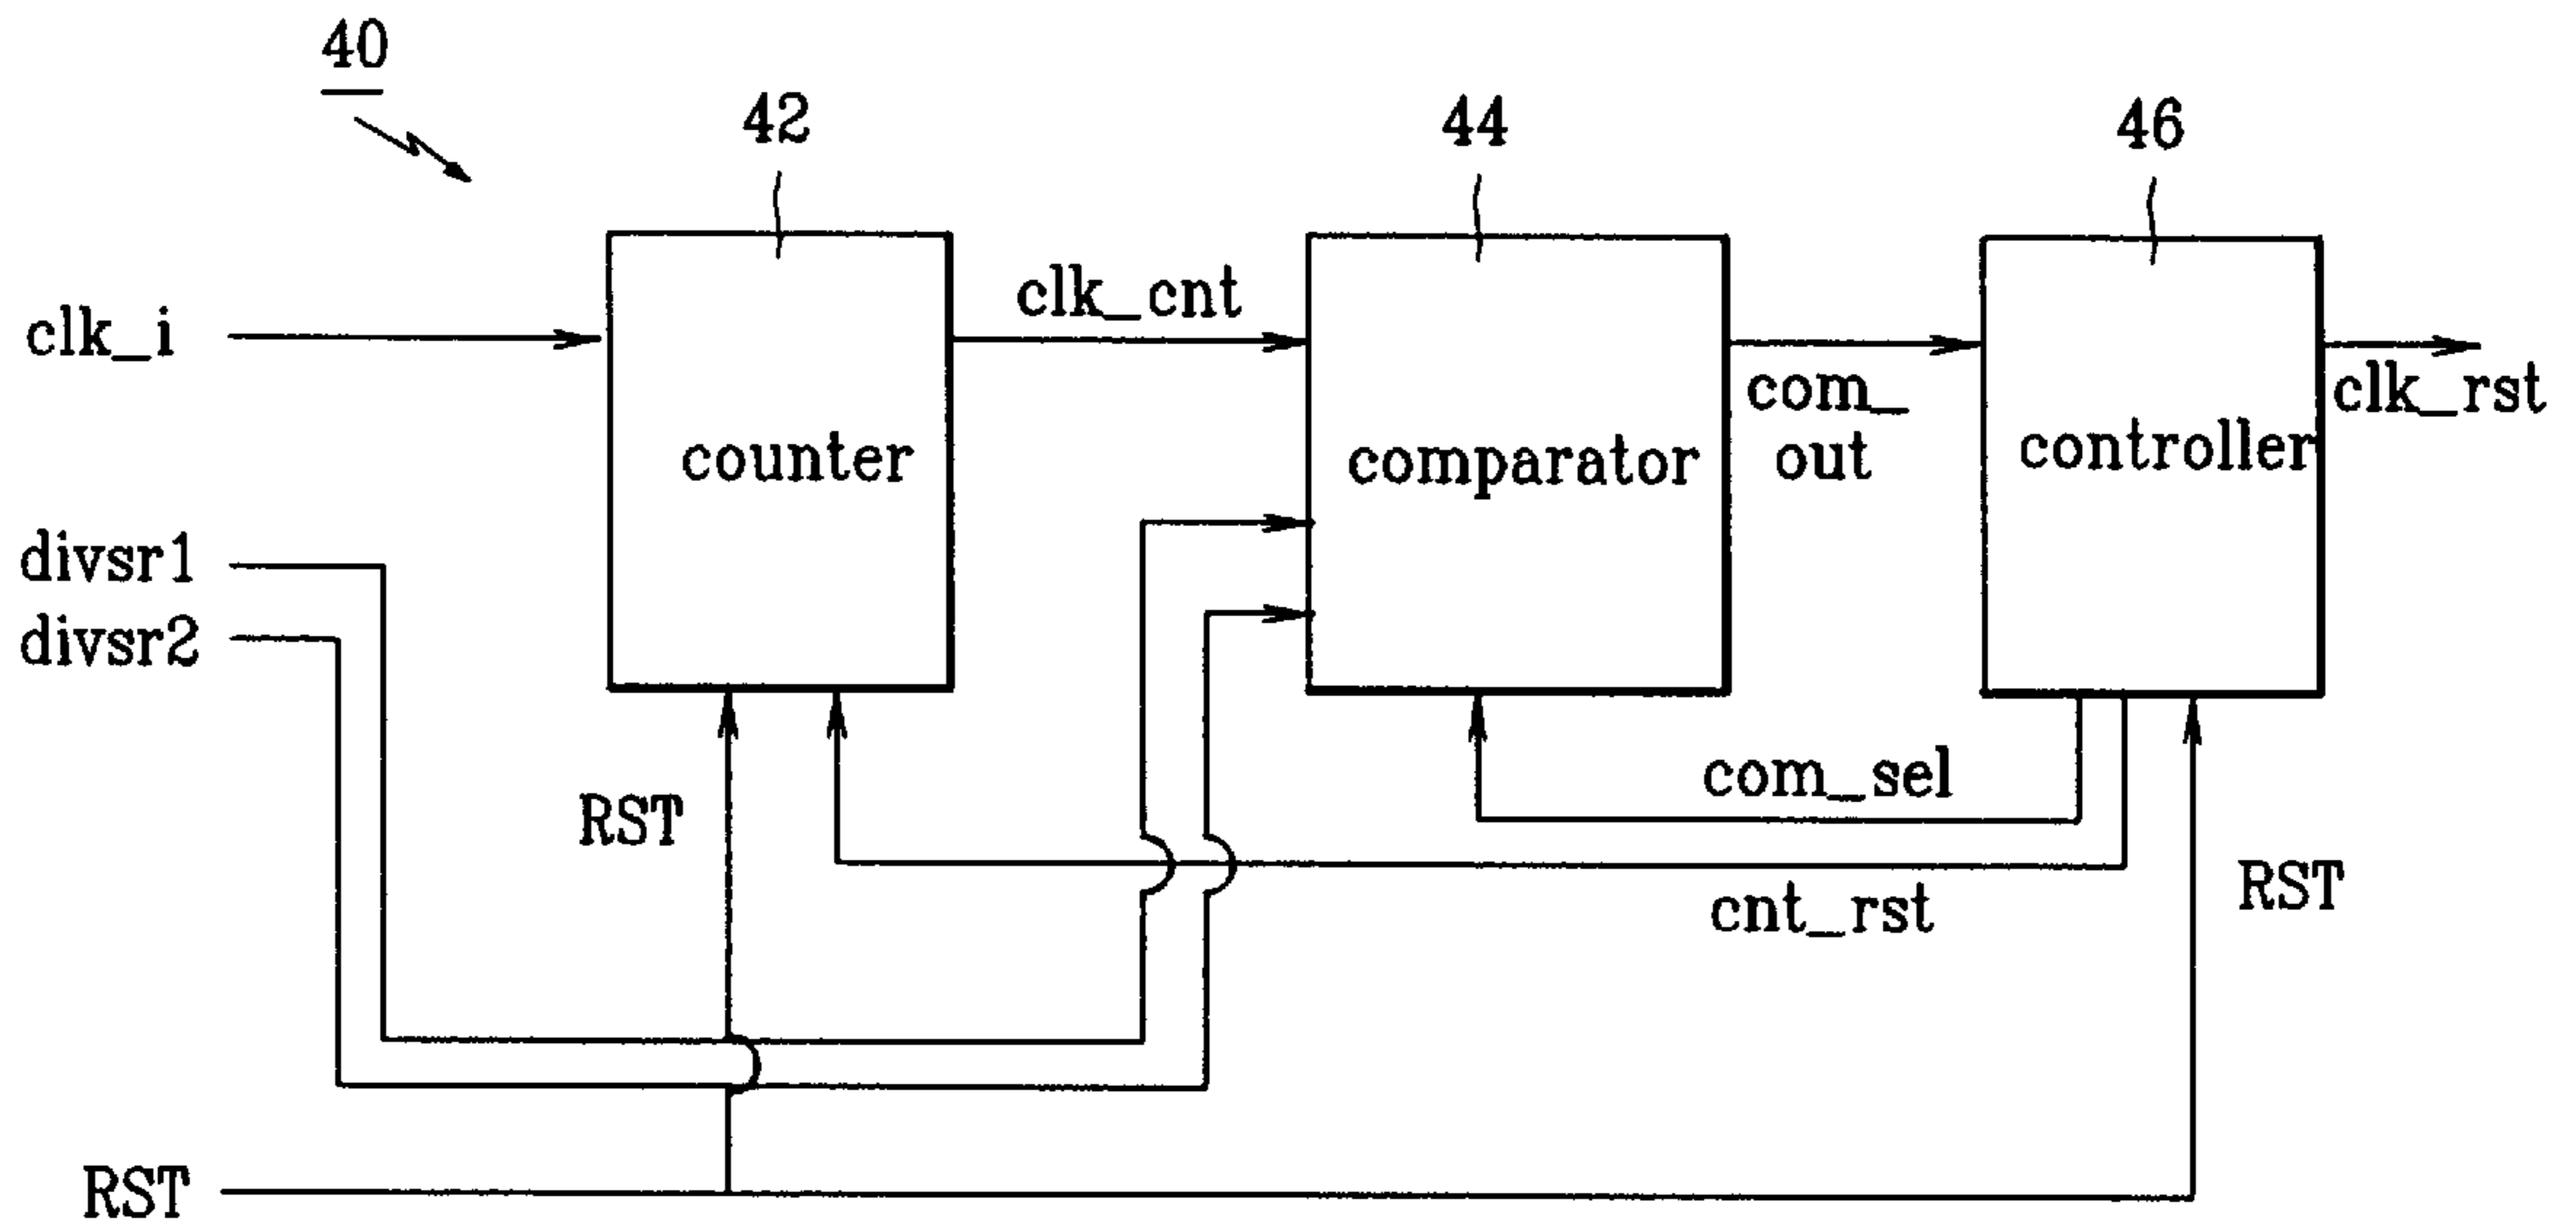 40
42
44
46
clk_i
clk_cnt
com_
out
clk_rst
counter
comparator
controller
divsr1
divsr2
RST
com_sel
cnt_rst
RST
RST